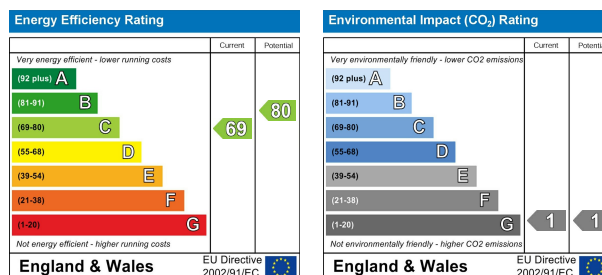 Energy Efficiency Rating
Current Potential
Very energy efficient - lower running costs
(92 plus) A
(81-91) B
(69-80) C
(55-68) D
(39-54) E
(21-38) F
(1-20) G
69
80
Not energy efficient - higher running costs
England & Wales
EU Directive
2002/91/EC
Environmental Impact (CO2) Rating
Current Potentia
Very environmentally friendly - lower CO2 emissions
(92 plus) A
(81-91) B
(69-80) C
(55-68) D
(39-54) E
(21-38) F
(1-20) G
1
1
Not environmentally friendly - higher CO2 emissions
England & Wales
EU Directive
2002/91/EC